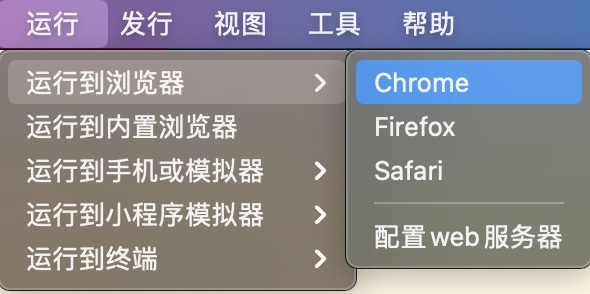 运行 发行 视图 工具 帮助
运行到浏览器
运行到内置浏览器
运行到手机或模拟器
运行到小程序模拟器
运行到终端
Chrome
Firefox
Safari
配置web服务器